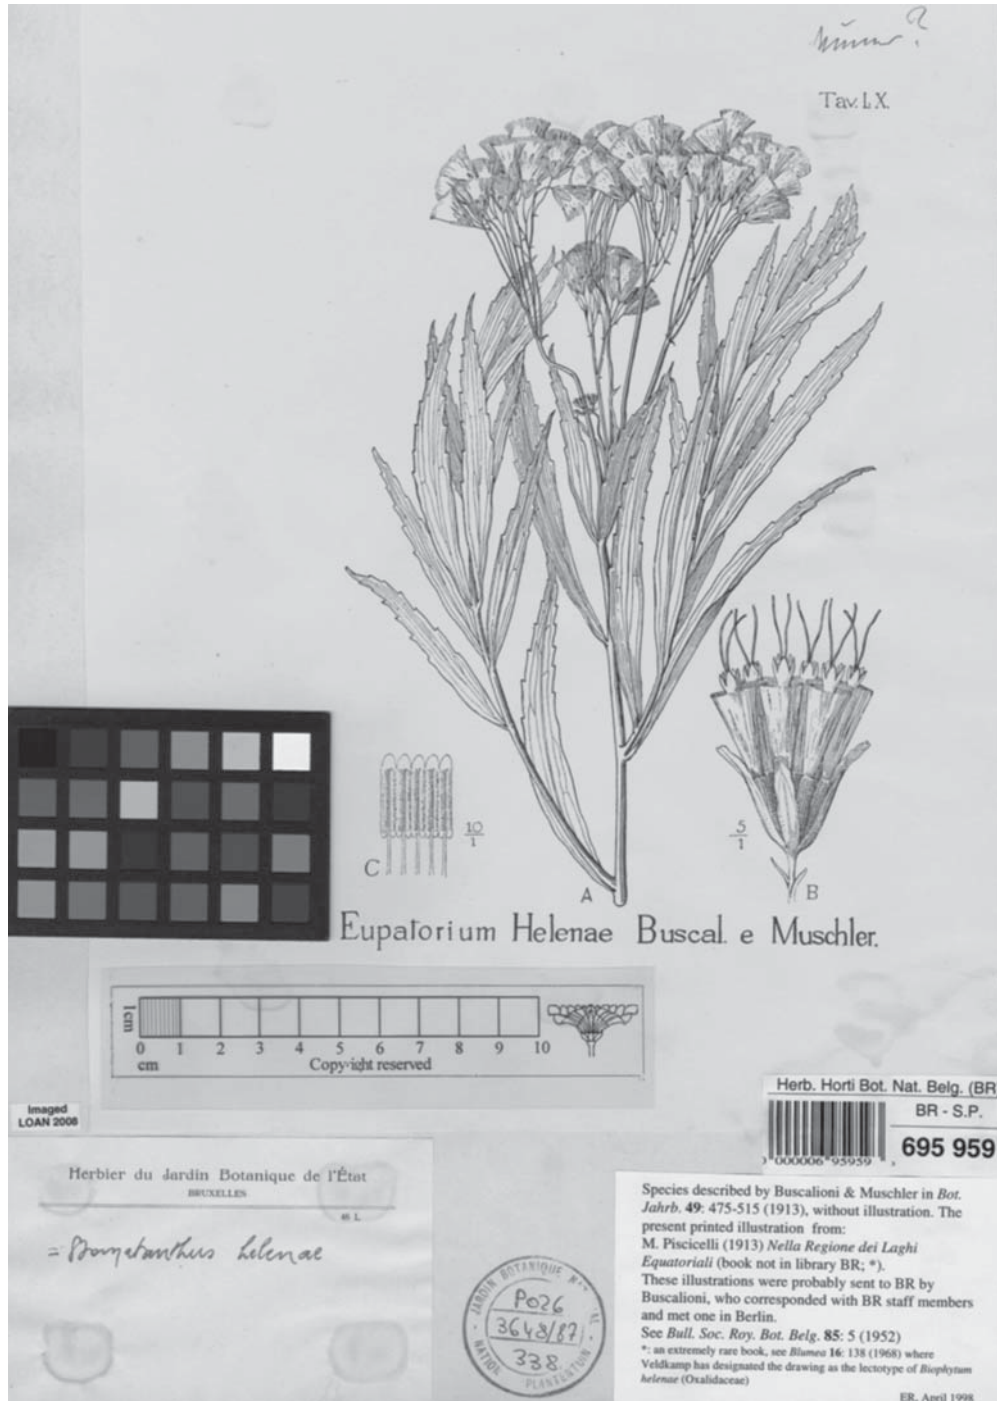 Tav. LX.
10
1
C
5
1
A
B
Eupatorium Helenae Buscal. e Muschler.
1cm
0 1 2 3 4 5 6 7 8 9 10
cm
Copyright reserved
Herb. Horti Bot. Nat. Belg. (BR
BR - S.P.
695 959
Imaged
LOAN 2008
Herbier du Jardin Botanique de l'État
BRUXELLES
46 L
helenae
JARDIN BOTANIQUE
NATION
PLANTENTUIN
P026
3648/87/.
338.
Species described by Buscalioni & Muschler in Bot.
Jahrb. 49: 475-515 (1913), without illustration. The
present printed illustration from:
M. Piscicelli (1913) Nella Regione dei Laghi
Equatoriali (book not in library BR; *).
These illustrations were probably sent to BR by
Buscalioni, who corresponded with BR staff members
and met one in Berlin.
See Bull. Soc. Roy. Bot. Belg. 85: 5 (1952)
*: an extremely rare book, see Blumea 16: 138 (1968) where
Veldkamp has designated the drawing as the lectotype of Biophytum
helenae (Oxalidaceae)
ER, April 1998